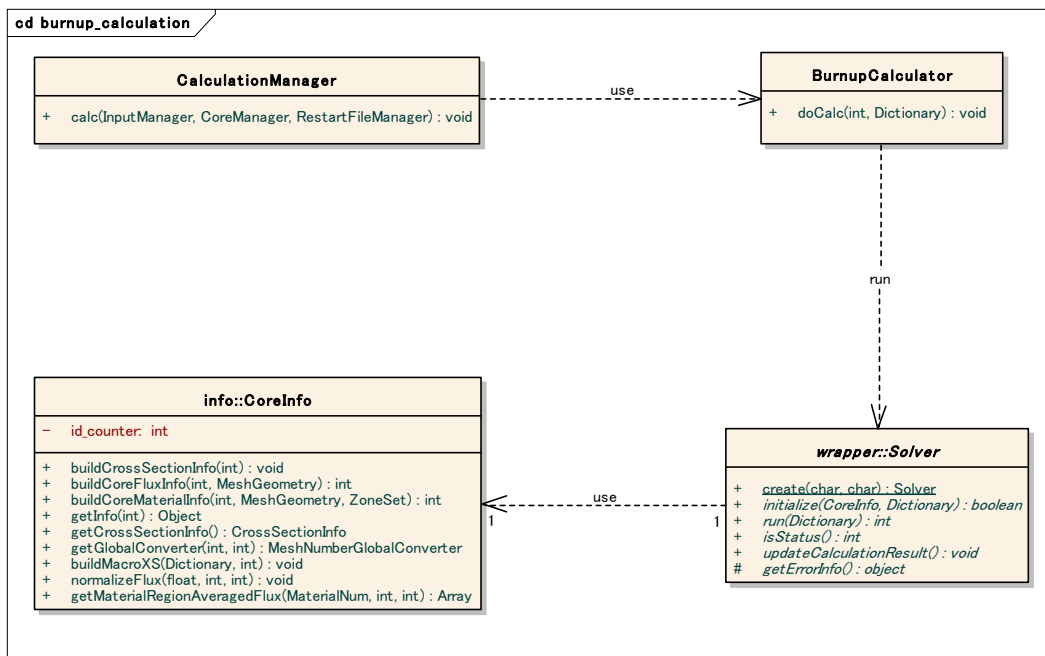 cd burnup_calculation
CalculationManager
+ calc(InputManager, CoreManager, RestartFileManager) : void
use
BurnupCalculator
+ doCalc(int, Dictionary) : void
run
info::CoreInfo
- id_counter: int
+ buildCrossSectionInfo(int) : void
+ buildCoreFluxInfo(int, MeshGeometry) : int
+ buildCoreMaterialInfo(int, MeshGeometry, ZoneSet) : int
+ getInfo(int) : Object
+ getCrossSectionInfo() : CrossSectionInfo
+ getGlobalConverter(int, int) : MeshNumberGlobalConverter
+ buildMacroXS(Dictionary, int) : void
+ normalizeFlux(float, int, int) : void
+ getMaterialRegionAveragedFlux(MaterialNum, int, int) : Array
use
1
1
wrapper::Solver
+ create(char, char) : Solver
+ initialize(CoreInfo, Dictionary) : boolean
+ run(Dictionary) : int
+ isStatus() : int
+ updateCalculationResult() : void
# getErrorInfo() : object